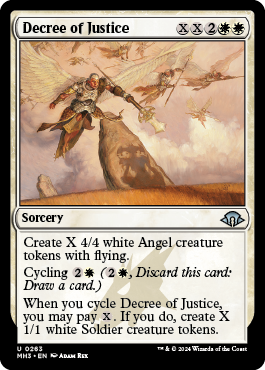 Decree of Justice XX2
Sorcery
Create X 4/4 white Angel creature
tokens with flying.
Cycling 2 (2, Discard this card:
Draw a card.)
When you cycle Decree of Justice,
you may pay X. If you do, create X
1/1 white Soldier creature tokens.
U 0263
MH3 • EN ADAM REX
™ & © 2024 Wizards of the Coast